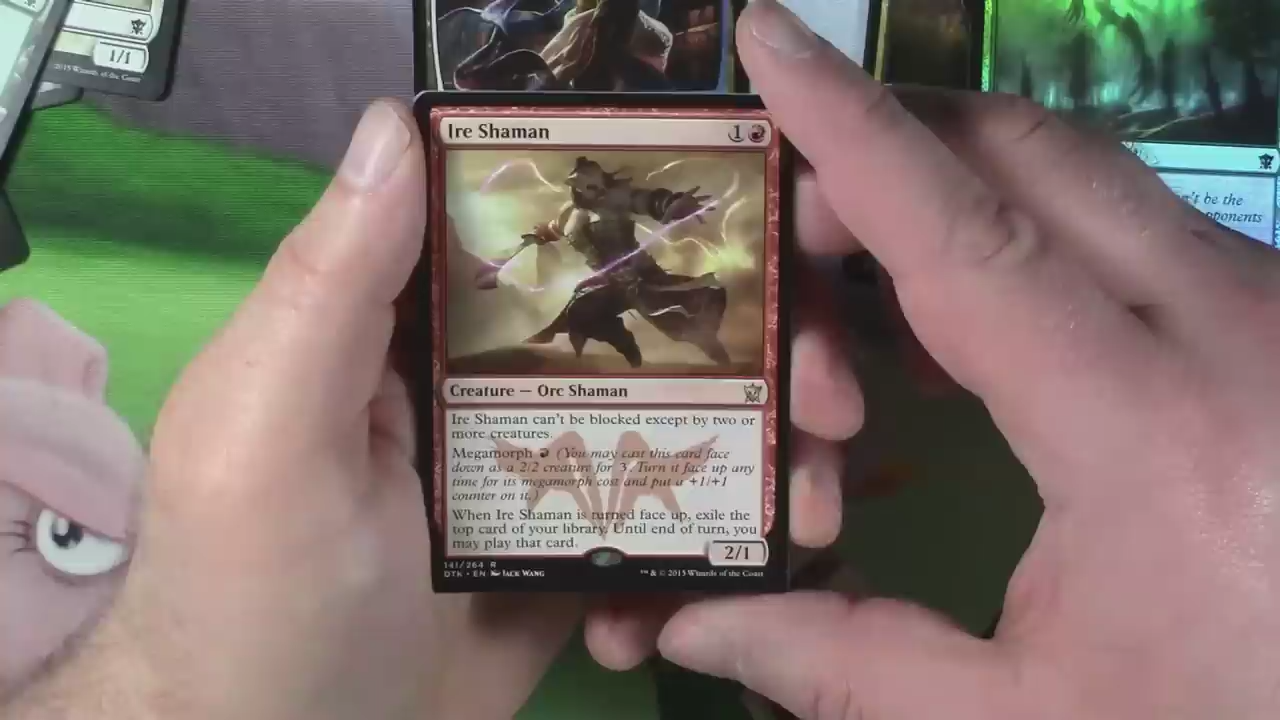 1/1
2015 Wizards of the Coast
Ire Shaman
1
Creature — Orc Shaman
't be the
opponents
Ire Shaman can't be blocked except by two or
more creatures.
Megamorph (You may cast this card face
down as a 2/2 creature for 3. Turn it face up any
time for its megamorph cost and put a +1/+1
counter on it.)
When Ire Shaman is turned face up, exile the
top card of your library. Until end of turn, you
may play that card.
2/1
141/264 R
DTK • EN Jack Wang
™ & © 2015 Wizards of the Coast